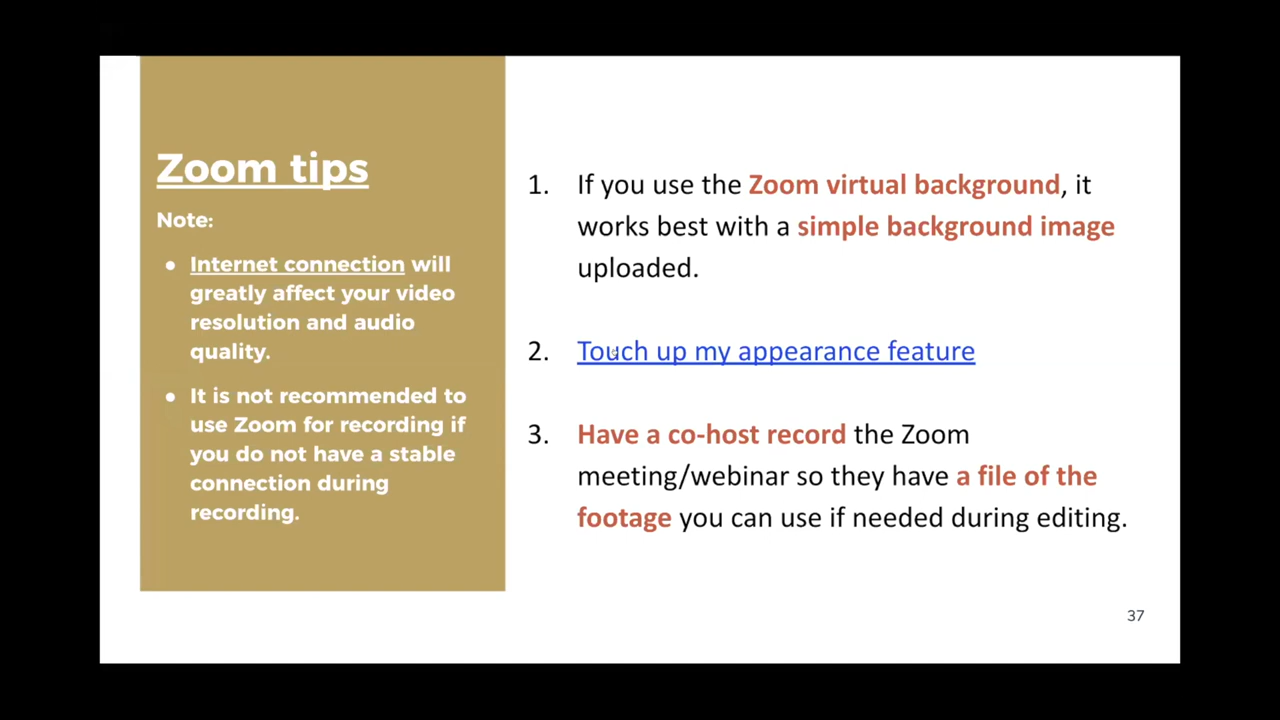 Zoom tips
Note:
● Internet connection will
greatly affect your video
resolution and audio
quality.
● It is not recommended to
use Zoom for recording if
you do not have a stable
connection during
recording.
1. If you use the Zoom virtual background, it
works best with a simple background image
uploaded.
2. Touch up my appearance feature
3. Have a co-host record the Zoom
meeting/webinar so they have a file of the
footage you can use if needed during editing.
37